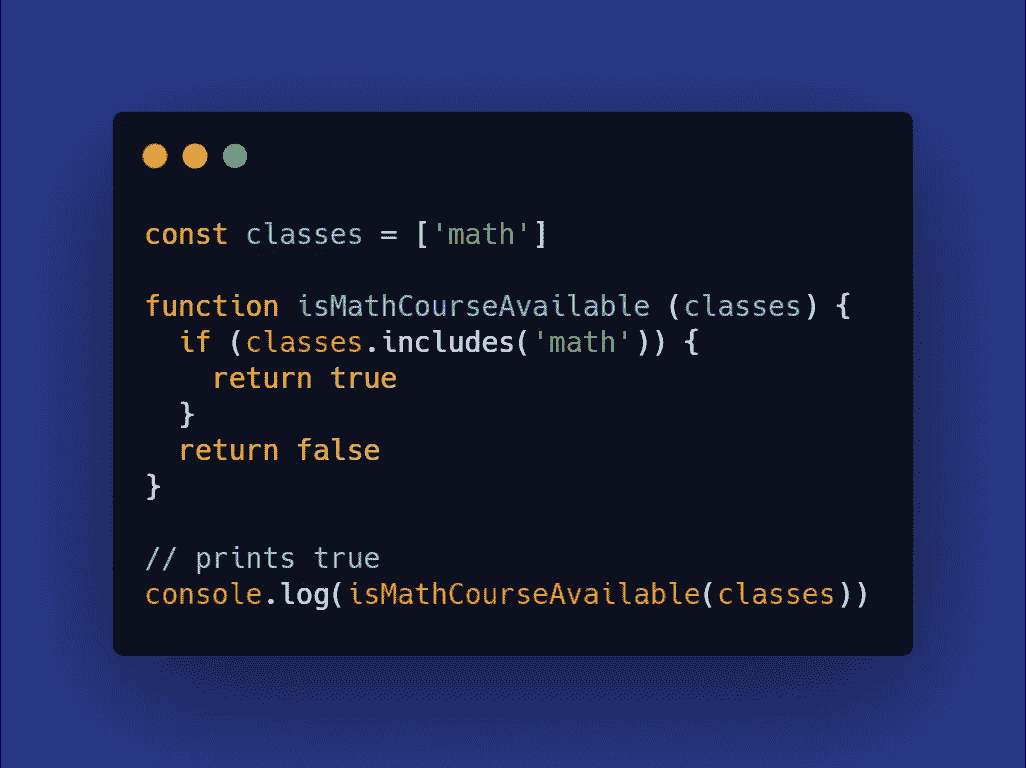 const classes = ['math']
function isMathCourseAvailable (classes) {
  if (classes.includes('math')) {
    return true
  }
  return false
}
// prints true
console.log(isMathCourseAvailable(classes))